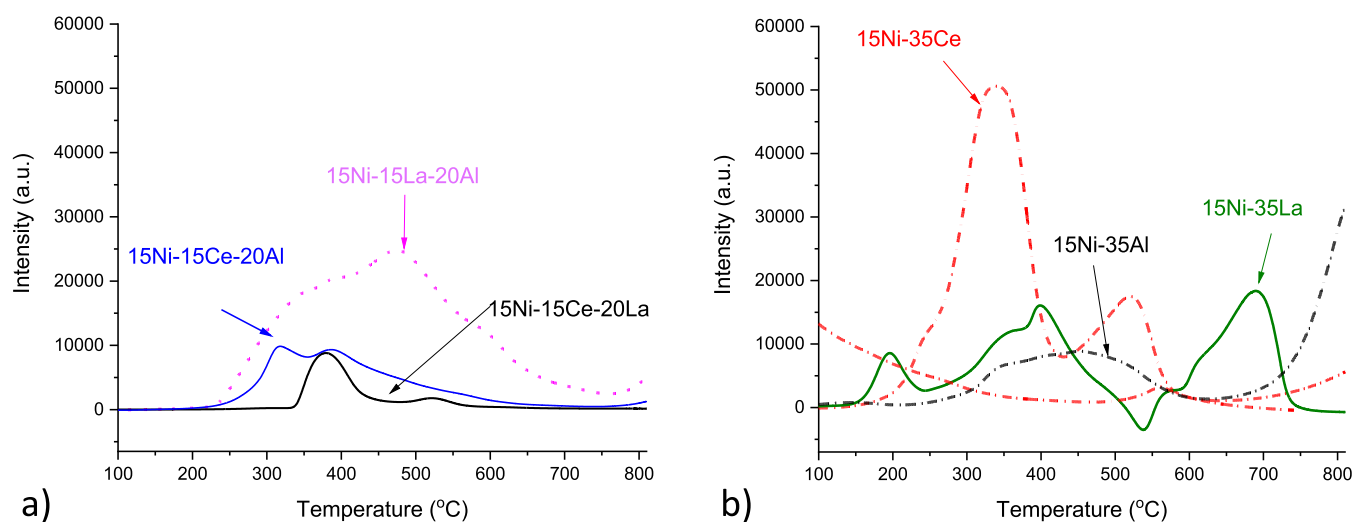 60000
50000
40000
30000
20000
10000
0
Intensity (a.u.)
15Ni-15La-20Al
15Ni-15Ce-20Al
15Ni-15Ce-20La
100 200 300 400 500 600 700 800
Temperature (°C)
a)
60000
50000
40000
30000
20000
10000
0
Intensity (a.u.)
15Ni-35Ce
15Ni-35La
15Ni-35Al
100 200 300 400 500 600 700 800
Temperature (°C)
b)